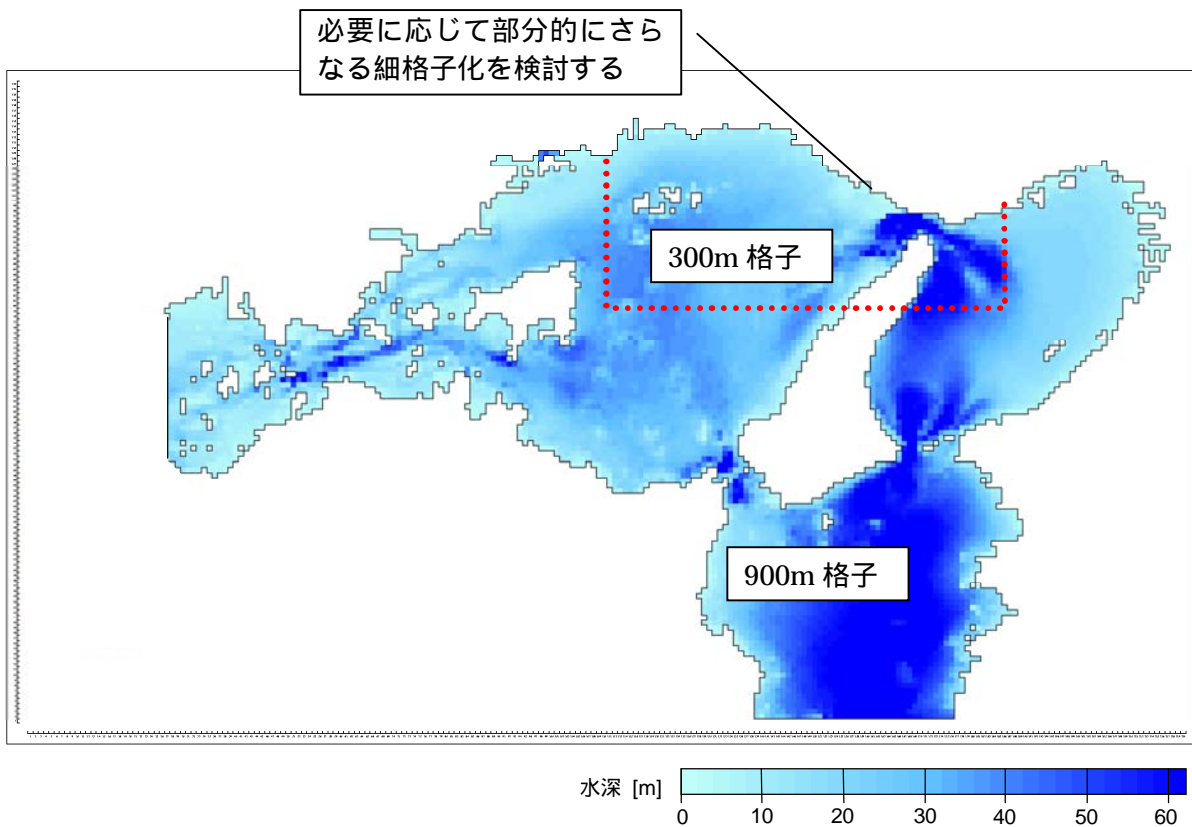 必要に応じて部分的にさら
なる細格子化を検討する
300m 格子
900m 格子
水深 [m]
0 10 20 30 40 50 60